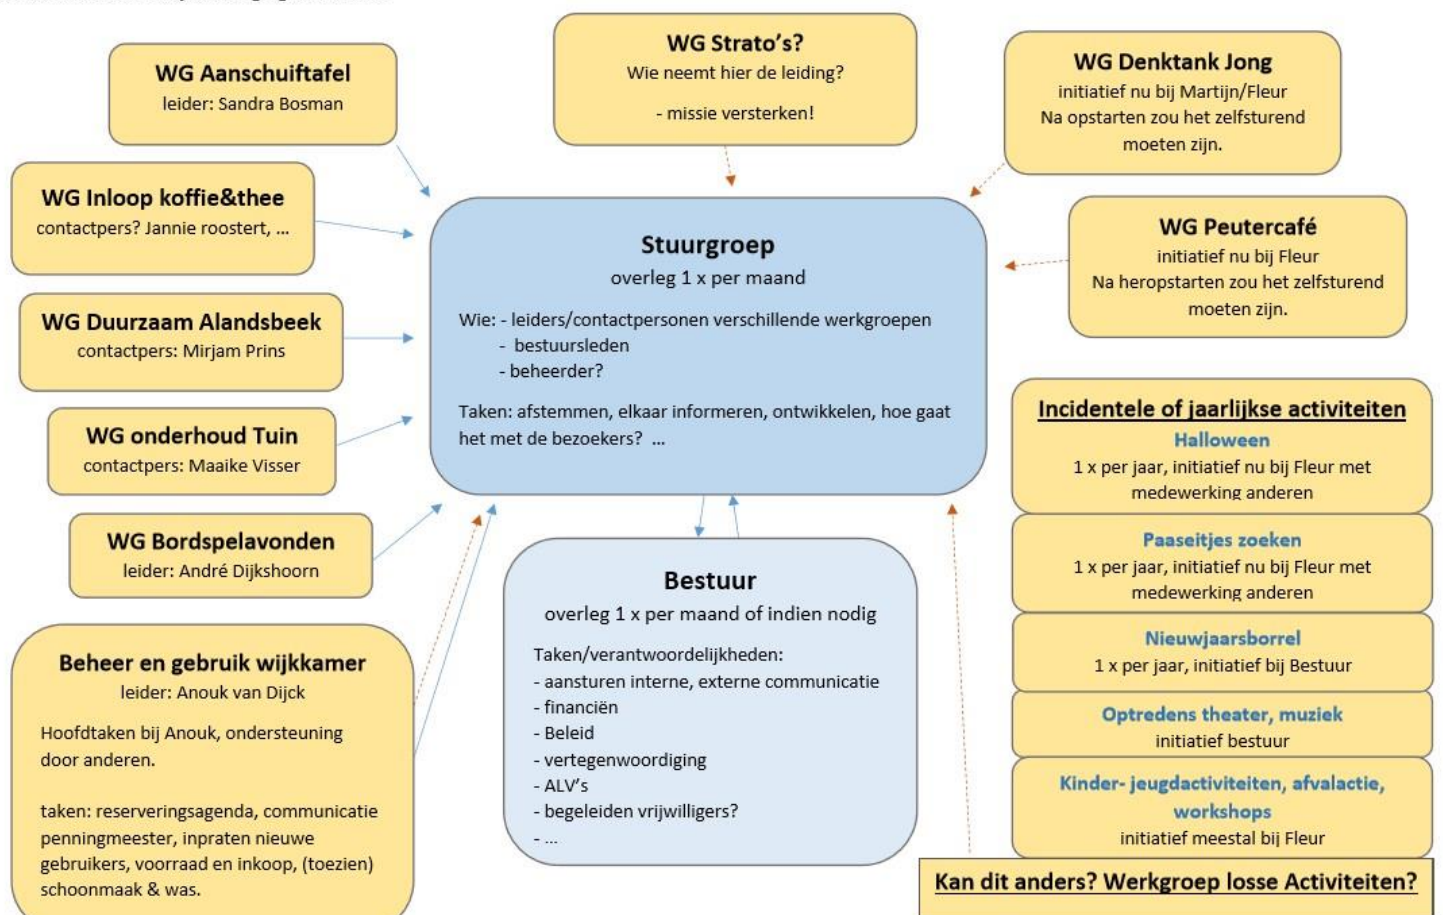 WG Aanschuiftafel
leider: Sandra Bosman
WG Strato's?
Wie neemt hier de leiding?
- missie versterken!
WG Denktank Jong
initiatief nu bij Martijn/Fleur
Na opstarten zou het zelfsturend
moeten zijn.
WG Inloop koffie&thee
contactpers? Jannie roostert, ...
WG Peutercafé
initiatief nu bij Fleur
Na heropstarten zou het zelfsturend
moeten zijn.
Stuurgroep
overleg 1 x per maand
Wie: - leiders/contactpersonen verschillende werkgroepen
- bestuursleden
- beheerder?
Taken: afstemmen, elkaar informeren, ontwikkelen, hoe gaat
het met de bezoekers? ...
WG Duurzaam Alandsbeek
contactpers: Mirjam Prins
WG onderhoud Tuin
contactpers: Maaike Visser
WG Bordspelavonden
leider: André Dijkshoorn
Beheer en gebruik wijkkamer
leider: Anouk van Dijck
Hoofdtaken bij Anouk, ondersteuning
door anderen.
taken: reserveringsagenda, communicatie
penningmeester, inpraten nieuwe
gebruikers, voorraad en inkoop, (toezien)
schoonmaak & was.
Bestuur
overleg 1 x per maand of indien nodig
Taken/verantwoordelijkheden:
- aansturen interne, externe communicatie
- financiën
- Beleid
- vertegenwoordiging
- ALV's
- begeleiden vrijwilligers?
- ...
Incidentele of jaarlijkse activiteiten
Halloween
1 x per jaar, initiatief nu bij Fleur met
medewerking anderen
Paaseitjes zoeken
1 x per jaar, initiatief nu bij Fleur met
medewerking anderen
Nieuwjaarsborrel
1 x per jaar, initiatief bij Bestuur
Optredens theater, muziek
initiatief bestuur
Kinder- jeugdactiviteiten, afvalactie,
workshops
initiatief meestal bij Fleur
Kan dit anders? Werkgroep losse Activiteiten?